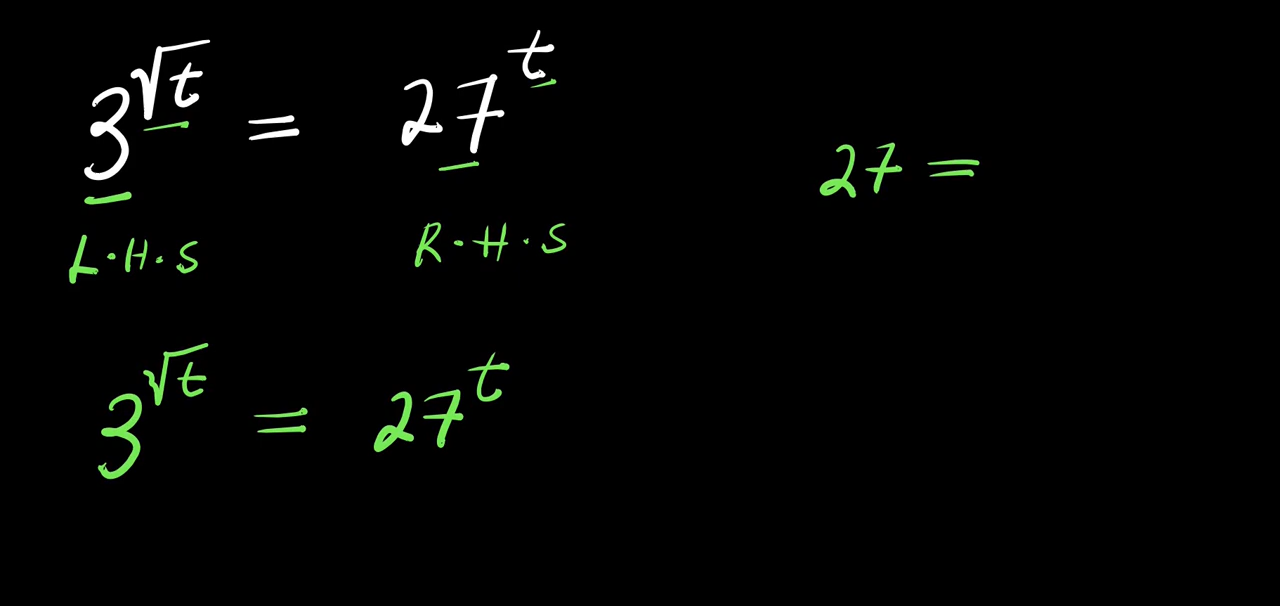 3^√t = 27^t
27 =
L.H.S R.H.S
3^√t = 27^t